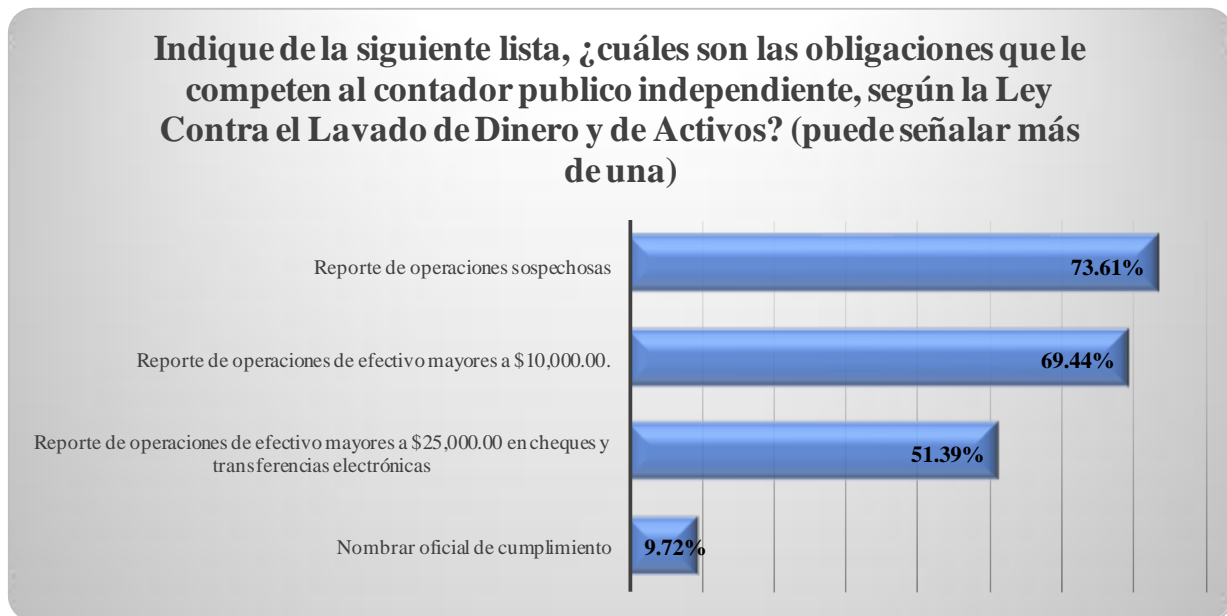 Indique de la siguiente lista, ¿cuáles son las obligaciones que le
competen al contador publico independiente, según la Ley
Contra el Lavado de Dinero y de Activos? (puede señalar más
de una)
Reporte de operaciones sospechosas
73.61%
Reporte de operaciones de efectivo mayores a $10,000.00.
69.44%
Reporte de operaciones de efectivo mayores a $25,000.00 en cheques y
transferencias electrónicas
51.39%
Nombrar oficial de cumplimiento
9.72%